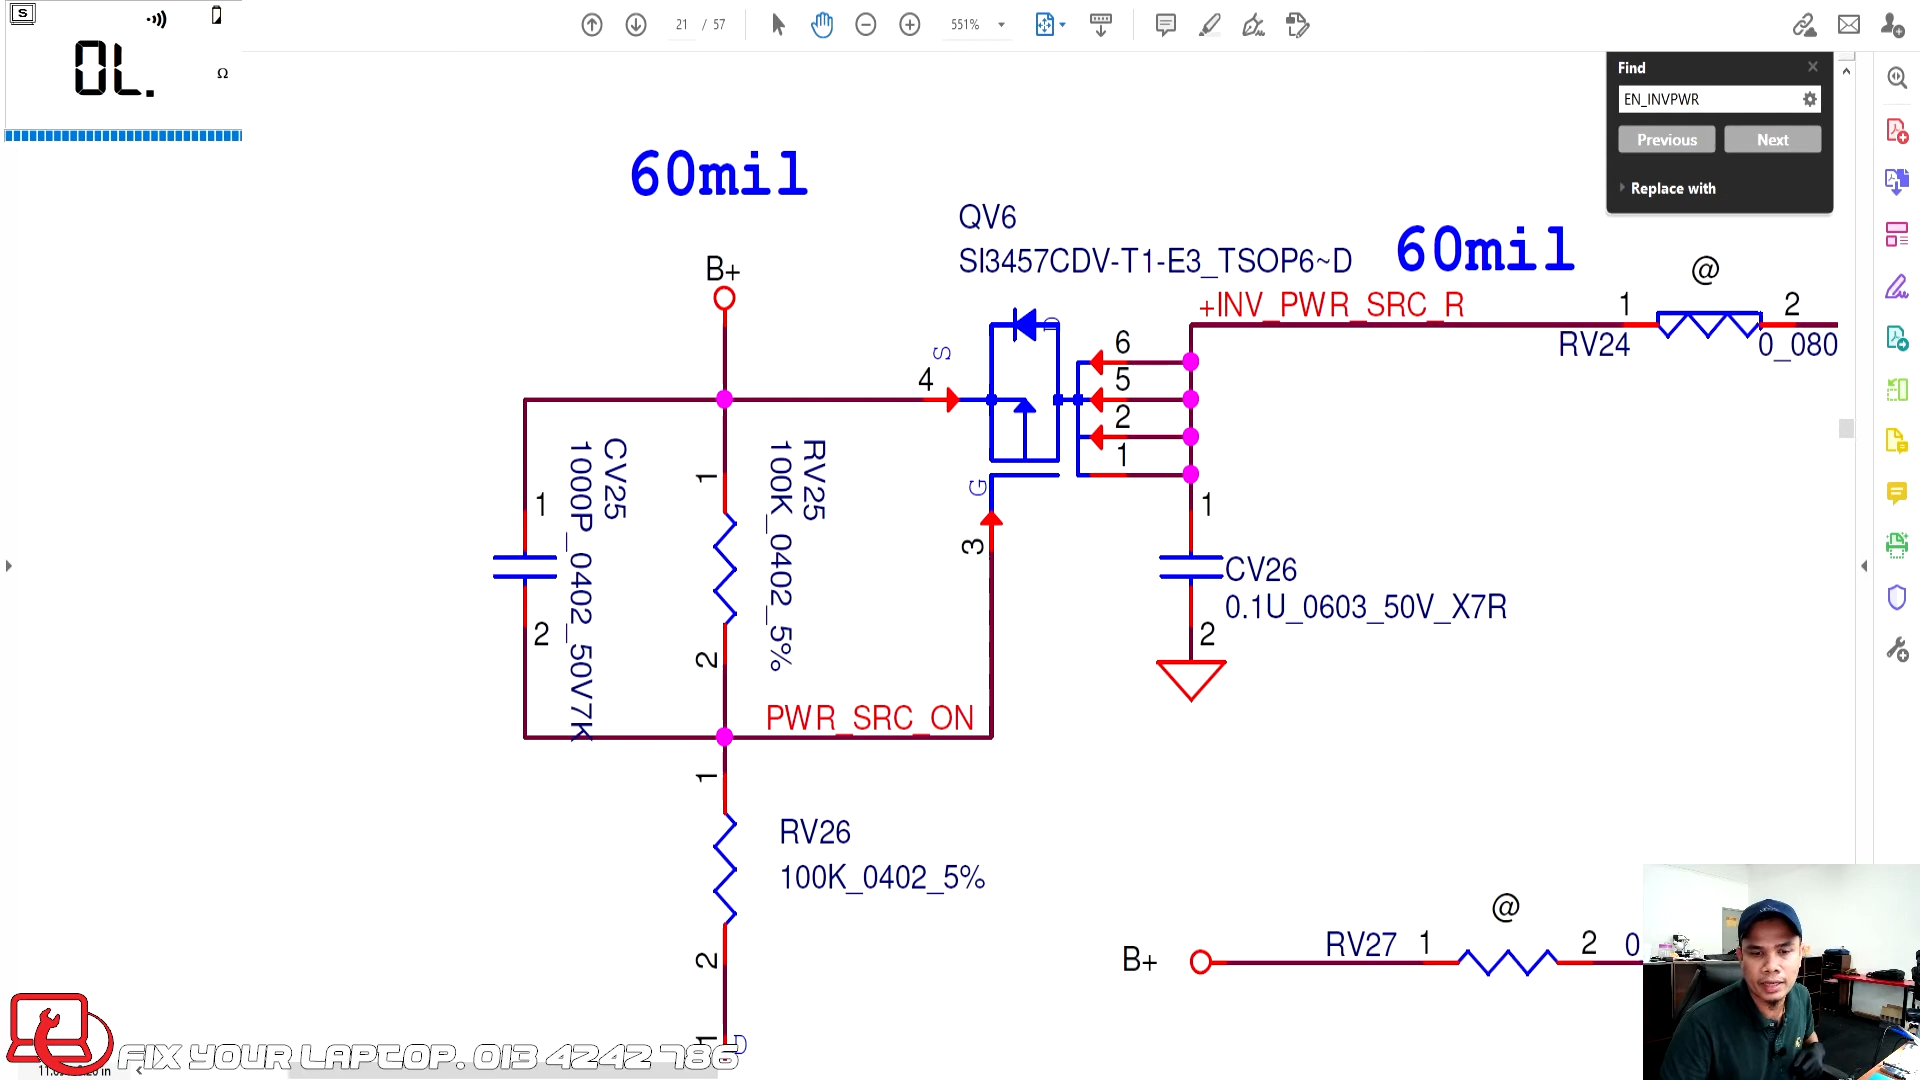 S
OL.
Ω
21 / 57
551%
Find
EN_INVPWR
Previous Next
Replace with
60mil
QV6
SI3457CDV-T1-E3_TSOP6~D
60mil
B+
+INV_PWR_SRC_R
@
1 2
RV24 0_080
S
D
4
6
5
2
1
G
3
CV25
1000P_0402_50V7K
1
2
RV25
100K_0402_5%
1
2
1
CV26
0.1U_0603_50V_X7R
2
PWR_SRC_ON
1
RV26
100K_0402_5%
2
@
B+ RV27 1 2 0
1
D
FIX YOUR LAPTOP. 013 4242 786